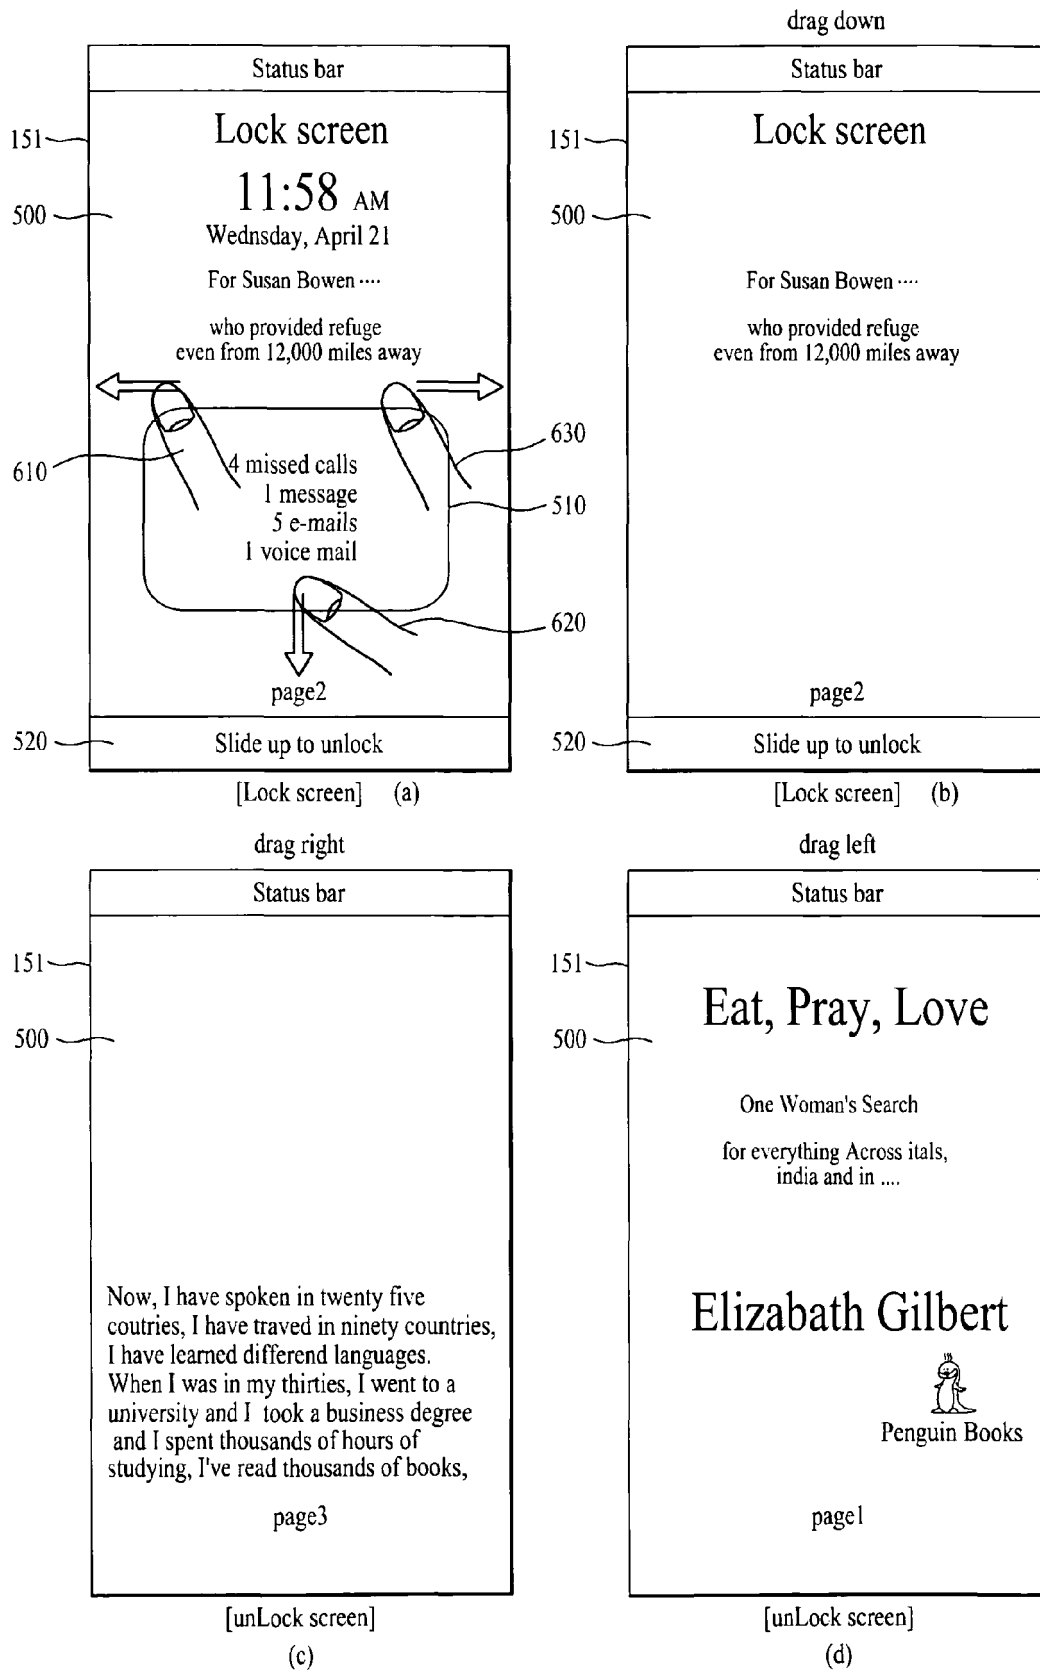 drag down
Status bar
Lock screen
151
11:58 AM
500
Wednsday, April 21
For Susan Bowen ····
who provided refuge
even from 12,000 miles away
630
610
4 missed calls
1 message
510
5 e-mails
1 voice mail
620
page2
520
Slide up to unlock
[Lock screen] (a)
Status bar
Lock screen
151
500
For Susan Bowen ····
who provided refuge
even from 12,000 miles away
page2
520
Slide up to unlock
[Lock screen] (b)
drag right
Status bar
151
500
Now, I have spoken in twenty five
coutries, I have traved in ninety countries,
I have learned differend languages.
When I was in my thirties, I went to a
university and I took a business degree
and I spent thousands of hours of
studying, I've read thousands of books,
page3
[unLock screen]
(c)
drag left
Status bar
151
Eat, Pray, Love
500
One Woman's Search
for everything Across itals,
india and in ....
Elizabath Gilbert
Penguin Books
page1
[unLock screen]
(d)